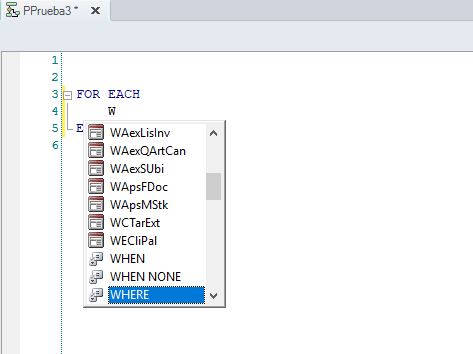 PPrueba3 * X
1
2
3 FOR EACH
4 W
5 E
6
WAexLisInv
WAexQArtCan
WAexSUbi
WApsFDoc
WApsMStk
WCTarExt
WECliPal
WHEN
WHEN NONE
WHERE